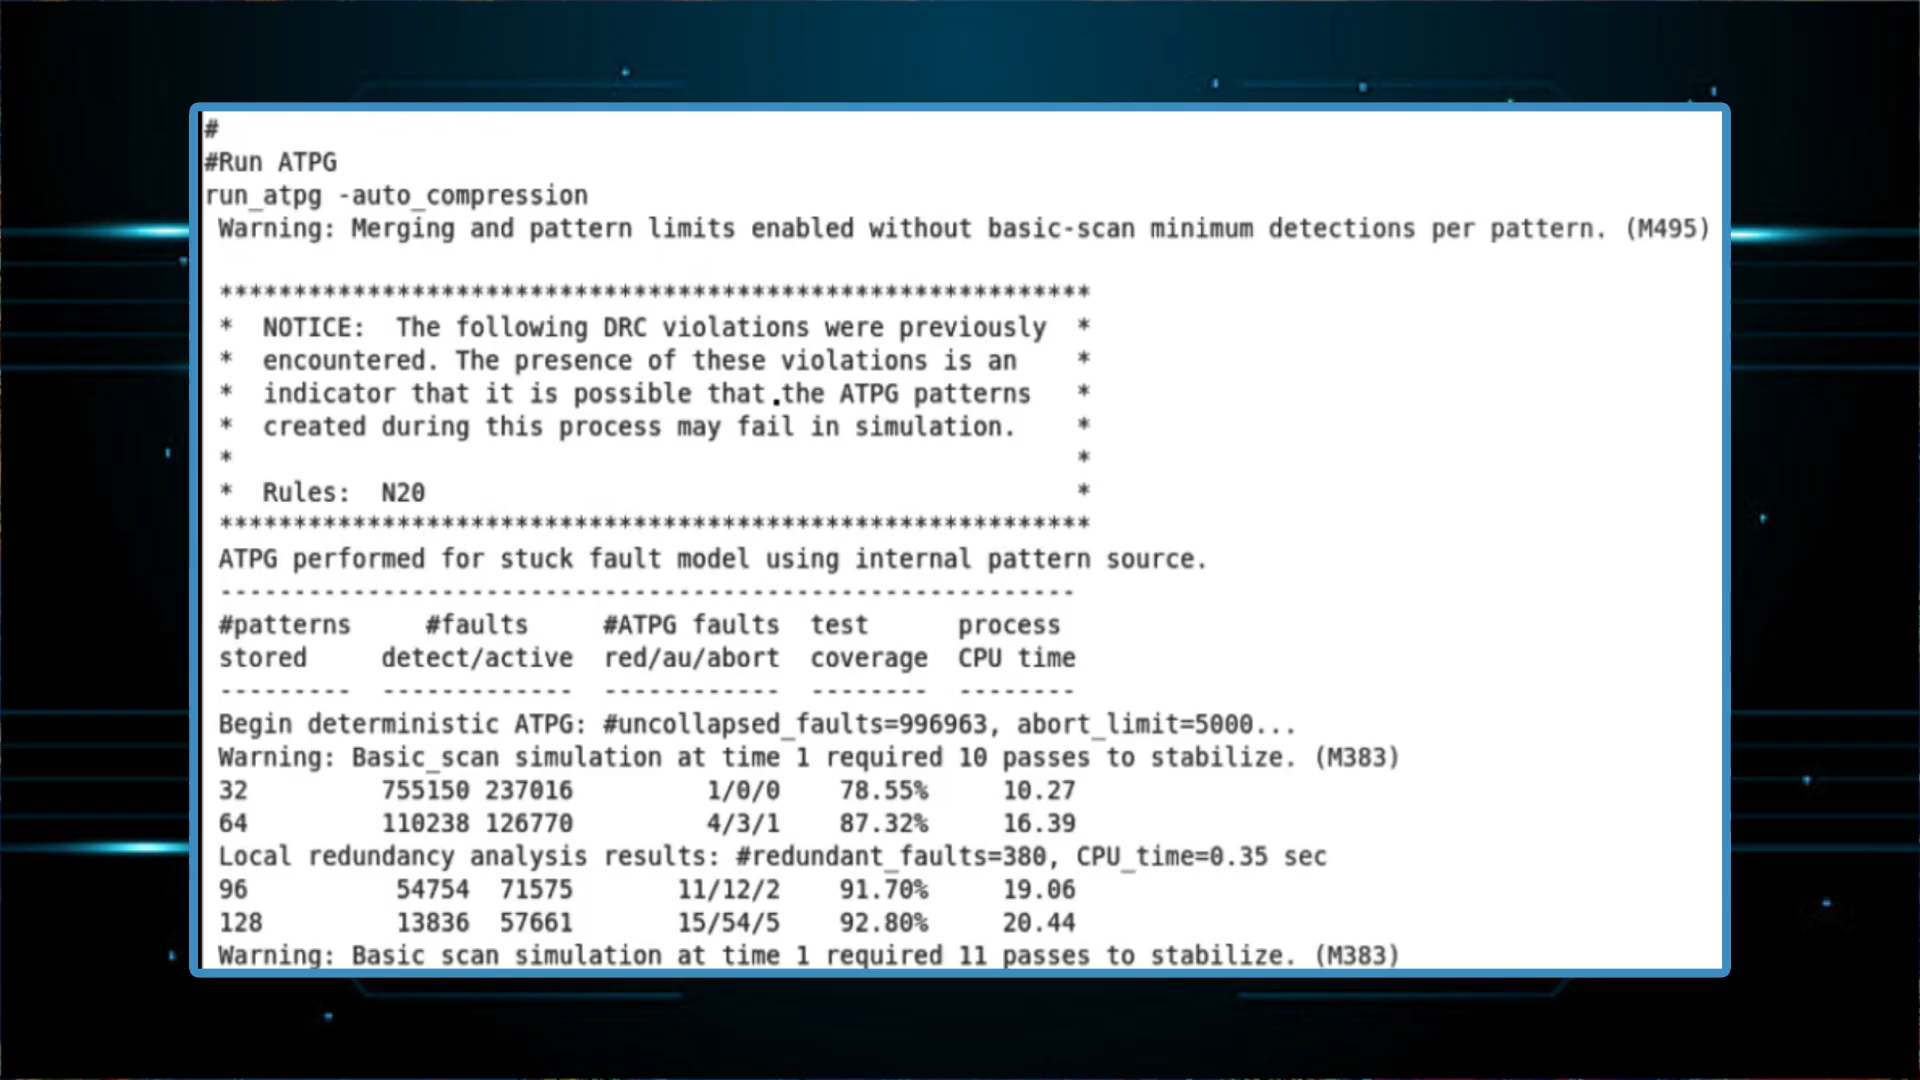 #
#Run ATPG
run_atpg -auto_compression
Warning: Merging and pattern limits enabled without basic-scan minimum detections per pattern. (M495)
***********************************************************
* NOTICE: The following DRC violations were previously *
* encountered. The presence of these violations is an *
* indicator that it is possible that the ATPG patterns *
* created during this process may fail in simulation. *
* *
* Rules: N20 *
***********************************************************
ATPG performed for stuck fault model using internal pattern source.
----------------------------------------------------------
#patterns #faults #ATPG faults test process
stored detect/active red/au/abort coverage CPU time
--------- ------------- ------------ -------- --------
Begin deterministic ATPG: #uncollapsed_faults=996963, abort_limit=5000...
Warning: Basic_scan simulation at time 1 required 10 passes to stabilize. (M383)
32 755150 237016 1/0/0 78.55% 10.27
64 110238 126770 4/3/1 87.32% 16.39
Local redundancy analysis results: #redundant_faults=380, CPU_time=0.35 sec
96 54754 71575 11/12/2 91.70% 19.06
128 13836 57661 15/54/5 92.80% 20.44
Warning: Basic scan simulation at time 1 required 11 passes to stabilize. (M383)